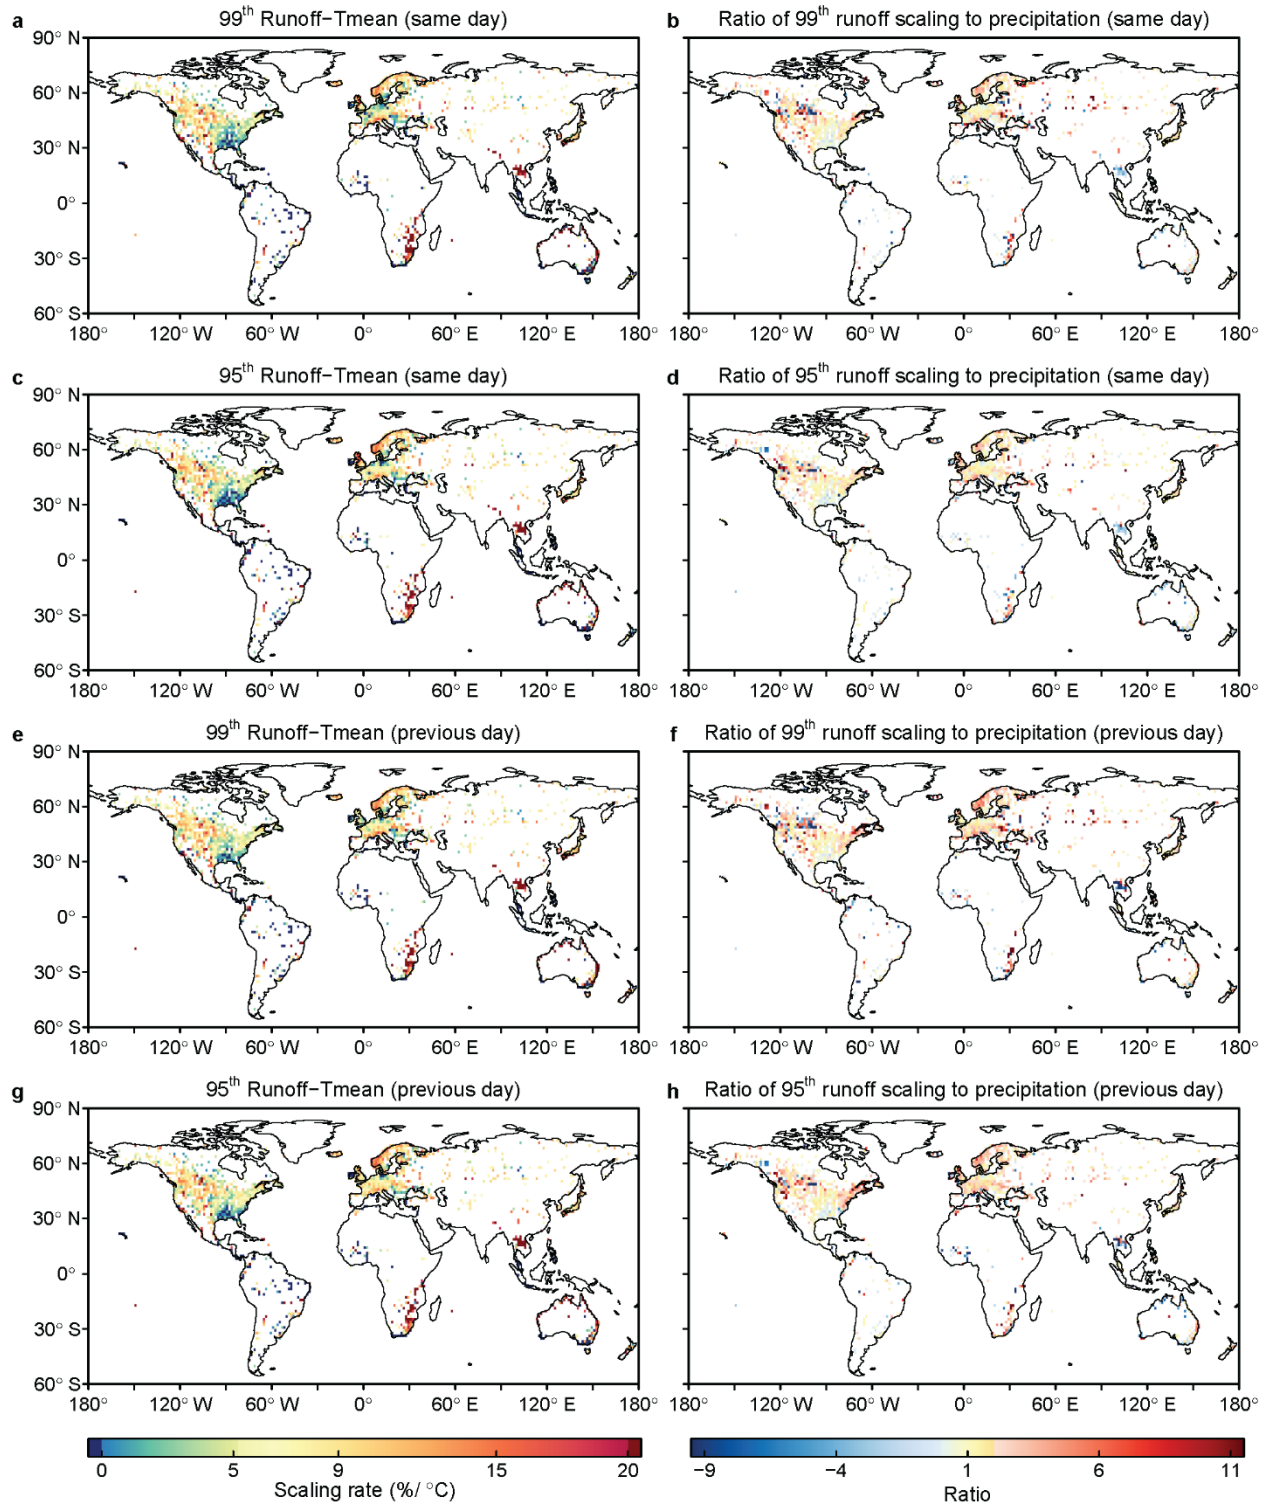 a 99th Runoff−Tmean (same day)
b Ratio of 99th runoff scaling to precipitation (same day)
90° N
60° N
30° N
0°
30° S
60° S
180° 120° W 60° W 0° 60° E 120° E 180°
180° 120° W 60° W 0° 60° E 120° E 180°
c 95th Runoff−Tmean (same day)
d Ratio of 95th runoff scaling to precipitation (same day)
90° N
60° N
30° N
0°
30° S
60° S
180° 120° W 60° W 0° 60° E 120° E 180°
180° 120° W 60° W 0° 60° E 120° E 180°
e 99th Runoff−Tmean (previous day)
f Ratio of 99th runoff scaling to precipitation (previous day)
90° N
60° N
30° N
0°
30° S
60° S
180° 120° W 60° W 0° 60° E 120° E 180°
180° 120° W 60° W 0° 60° E 120° E 180°
g 95th Runoff−Tmean (previous day)
h Ratio of 95th runoff scaling to precipitation (previous day)
90° N
60° N
30° N
0°
30° S
60° S
180° 120° W 60° W 0° 60° E 120° E 180°
180° 120° W 60° W 0° 60° E 120° E 180°
0 5 9 15 20
Scaling rate (%/ °C)
−9 −4 1 6 11
Ratio